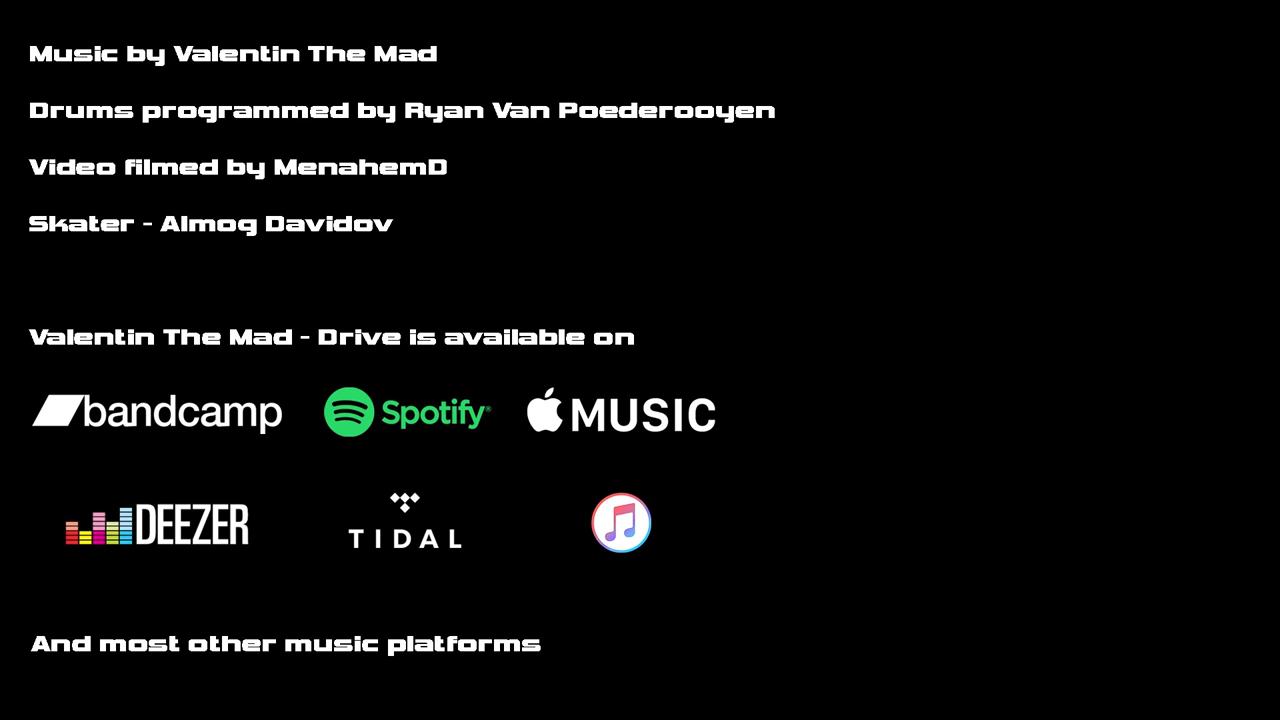 Music by Valentin The Mad
Drums programmed by Ryan Van Poederooyen
Video filmed by MenahemD
Skater - Almog Davidov
Valentin The Mad - Drive is available on
bandcamp Spotify® MUSIC
DEEZER TIDAL
And most other music platforms